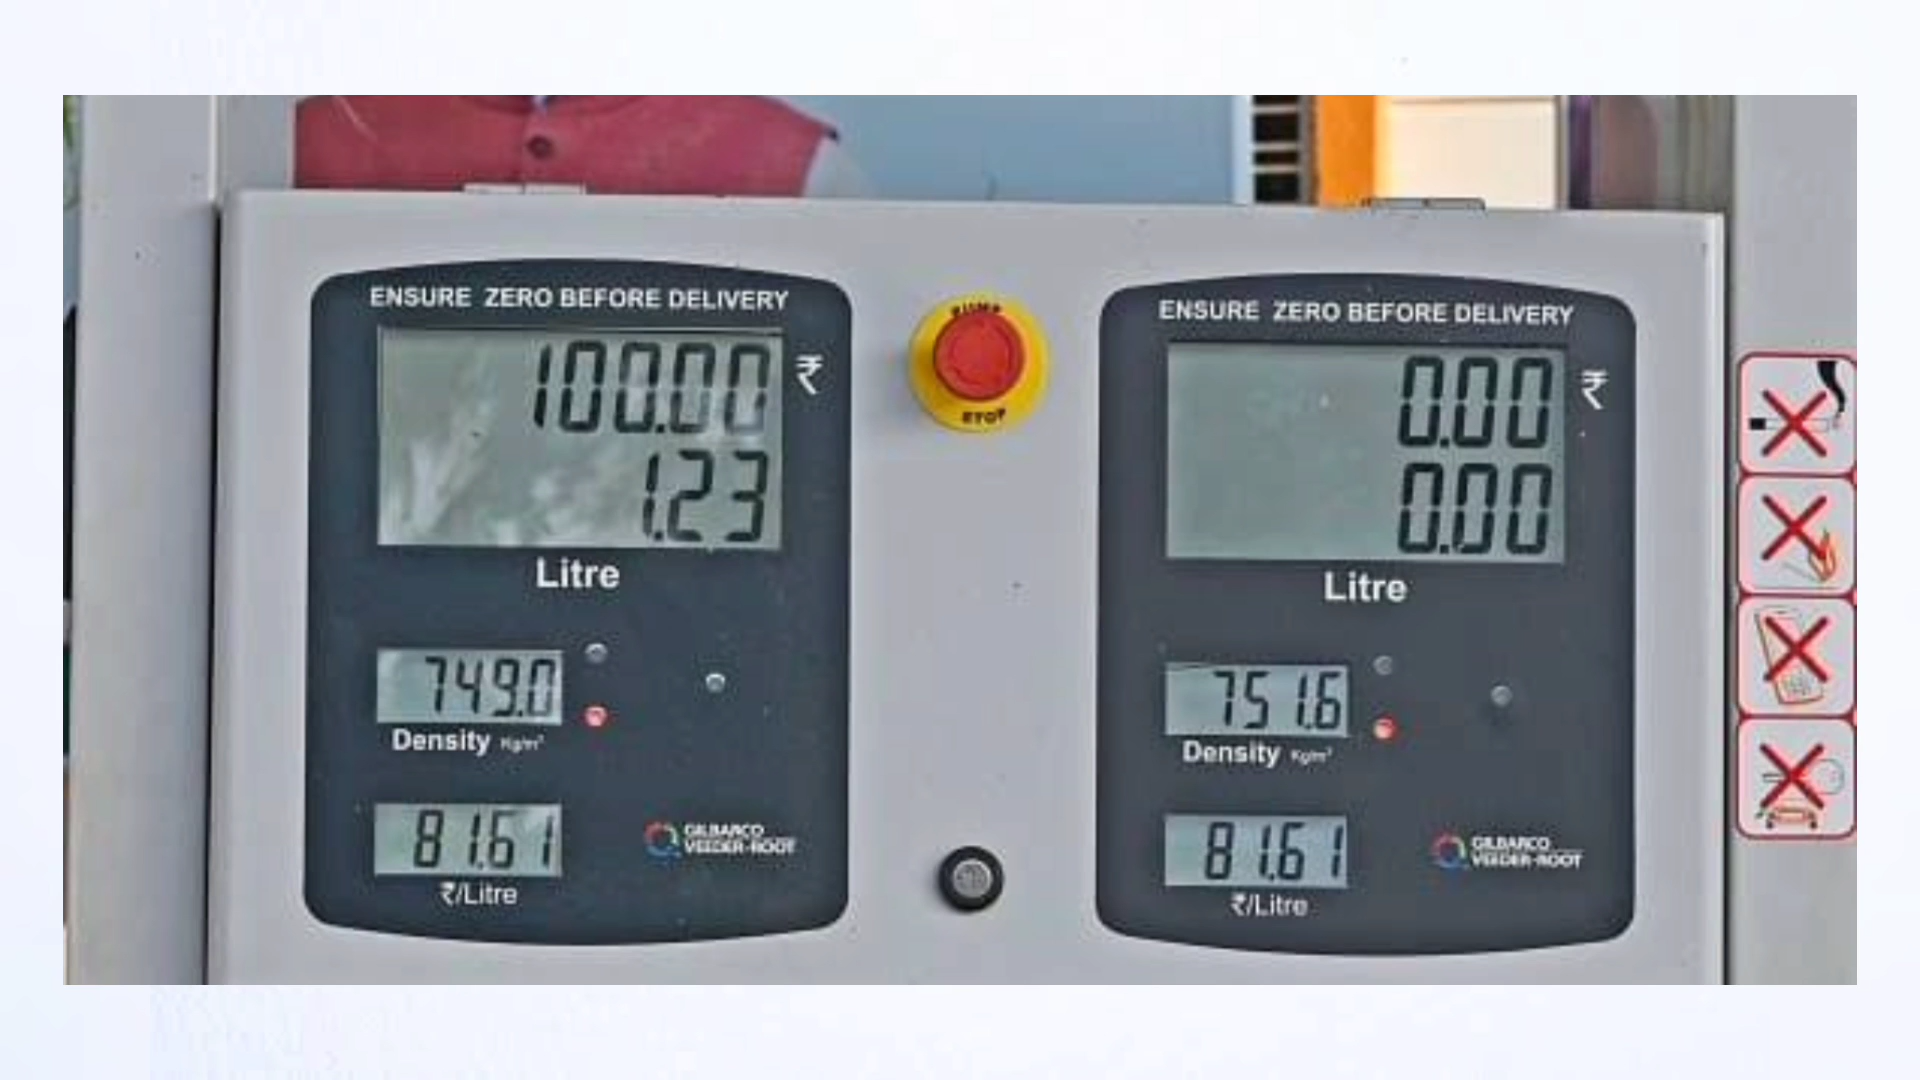 ENSURE ZERO BEFORE DELIVERY
100.00 ₹
1.23
Litre
749.0
Density Kg/m³
81.61
₹/Litre
GILBARCO
VEEDER-ROOT
PUMP
STOP
ENSURE ZERO BEFORE DELIVERY
0.00 ₹
0.00
Litre
751.6
Density Kg/m³
81.61
₹/Litre
GILBARCO
VEEDER-ROOT